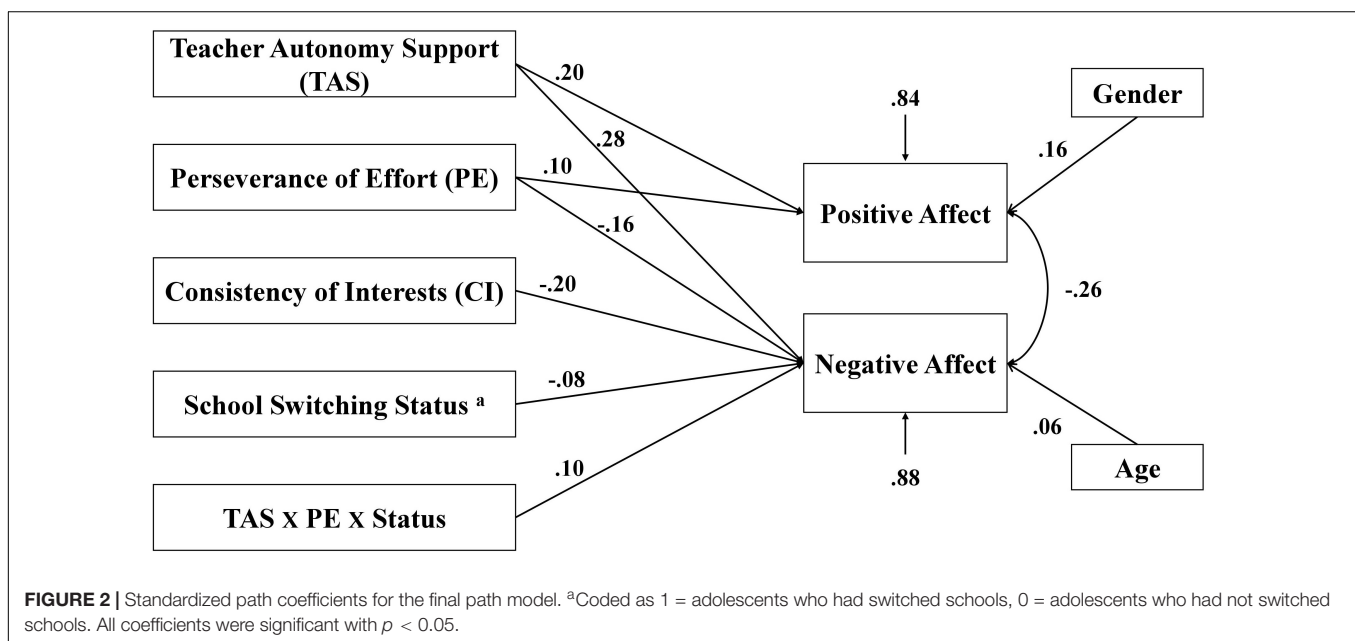 Teacher Autonomy Support
(TAS)
Perseverance of Effort (PE)
Consistency of Interests (CI)
School Switching Status a
TAS X PE X Status
.20
.28
.10
-.16
-.20
-.08
.10
.84
Positive Affect
Negative Affect
.88
Gender
.16
-.26
.06
Age
FIGURE 2 | Standardized path coefficients for the final path model. aCoded as 1 = adolescents who had switched schools, 0 = adolescents who had not switched
schools. All coefficients were significant with p < 0.05.